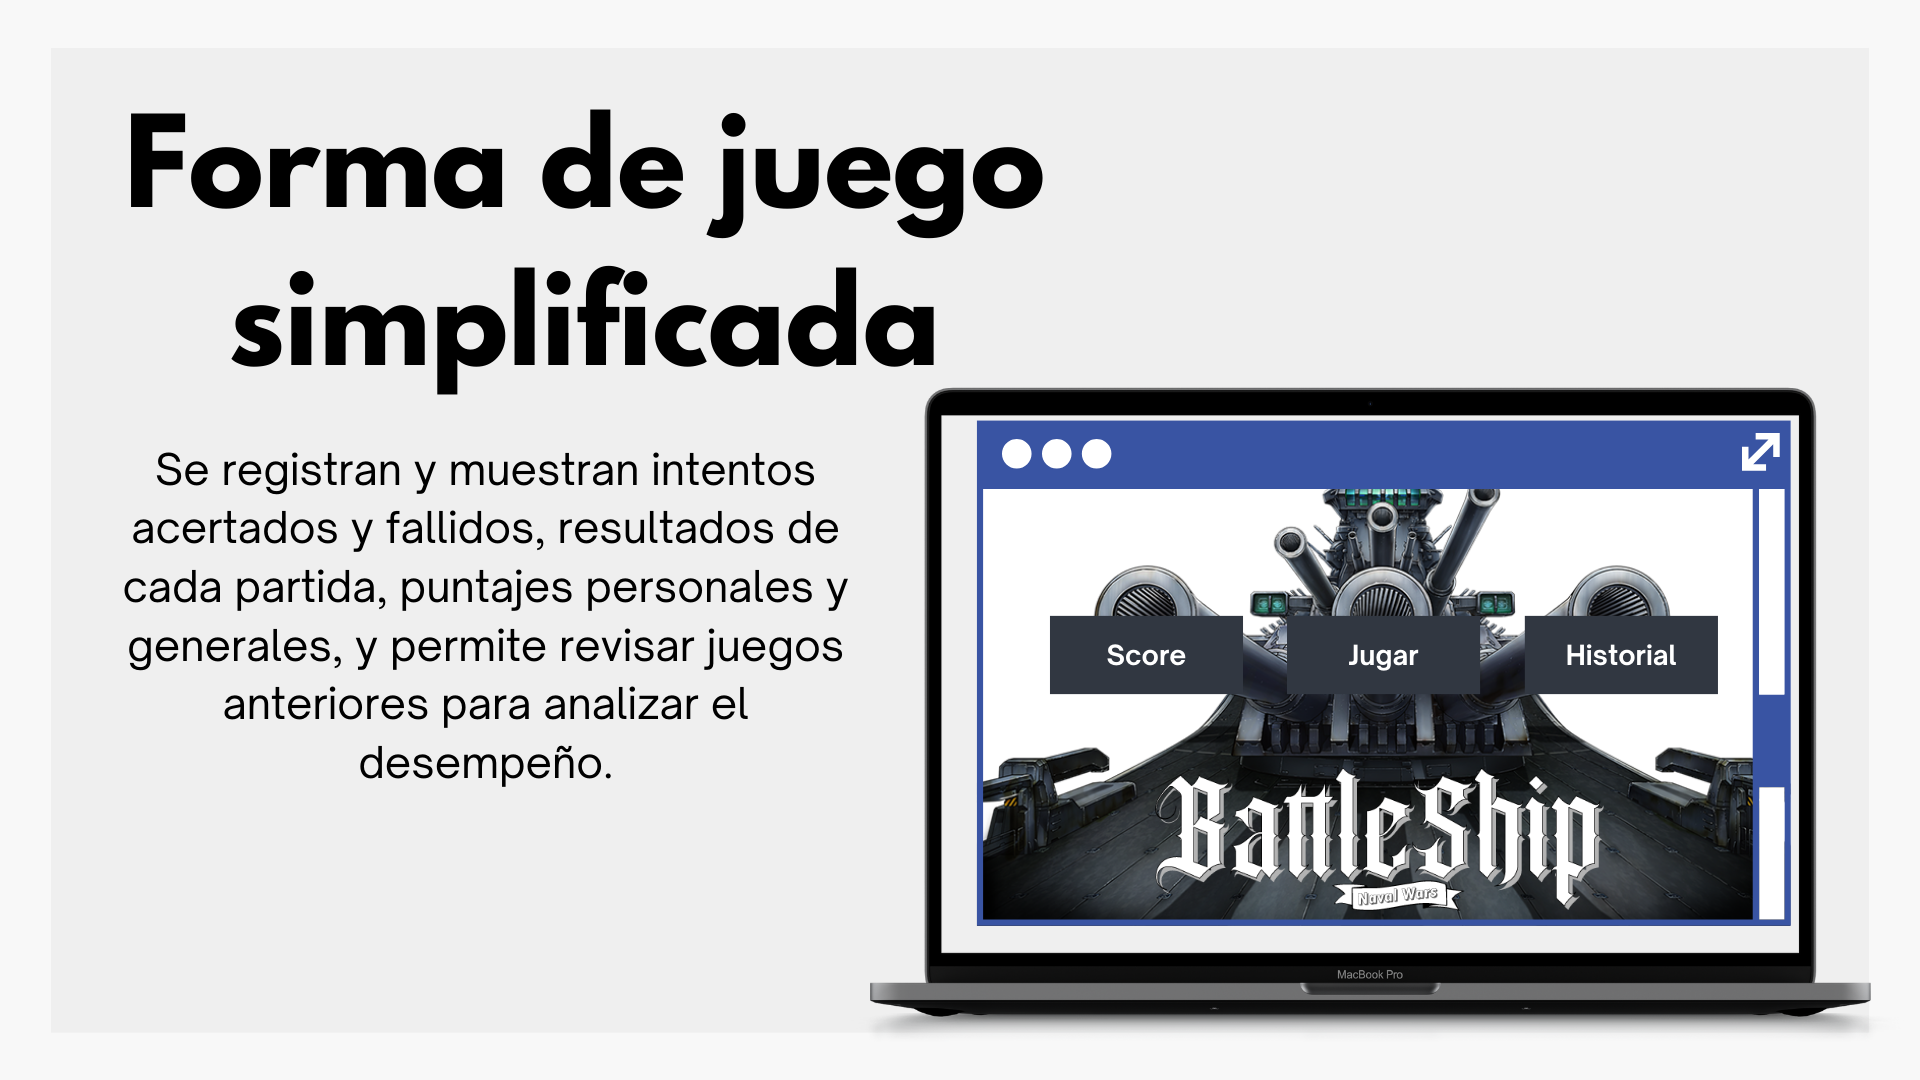 Forma de juego
simplificada
Se registran y muestran intentos
acertados y fallidos, resultados de
cada partida, puntajes personales y
generales, y permite revisar juegos
anteriores para analizar el
desempeño.
Score
Jugar
Historial
BattleShip
Naval Wars
MacBook Pro